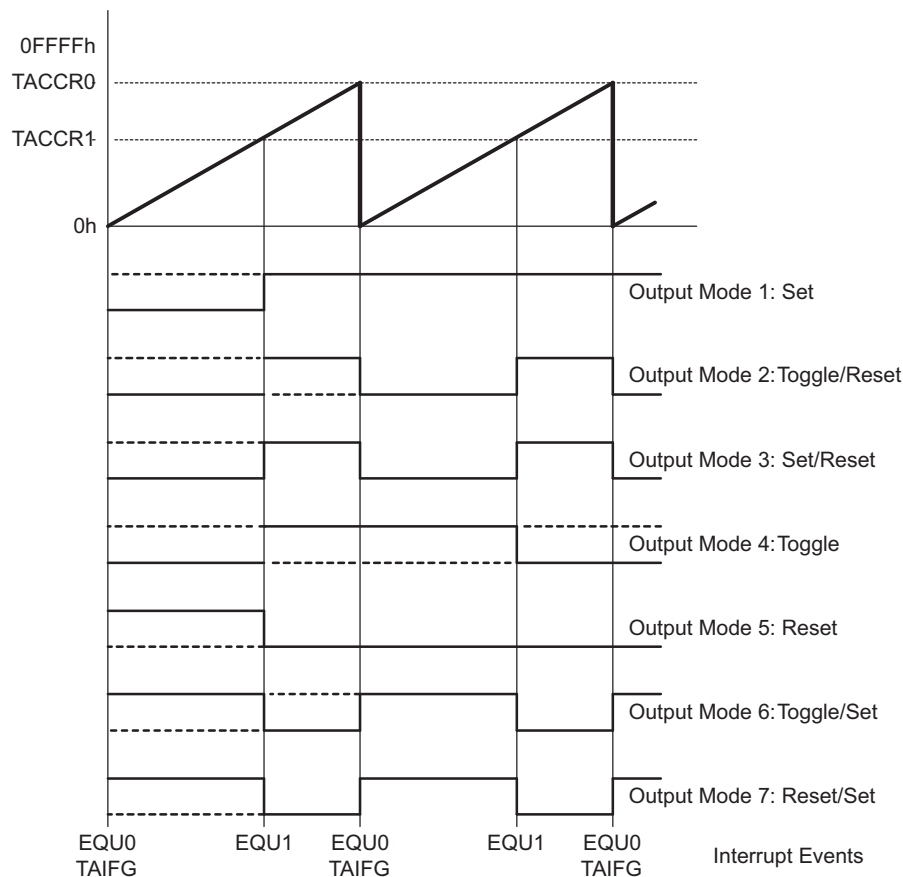 0FFFFh
TACCR0
TACCR1
0h
Output Mode 1: Set
Output Mode 2:Toggle/Reset
Output Mode 3: Set/Reset
Output Mode 4:Toggle
Output Mode 5: Reset
Output Mode 6:Toggle/Set
Output Mode 7: Reset/Set
EQU0 EQU1 EQU0 EQU1 EQU0
TAIFG TAIFG TAIFG
Interrupt Events